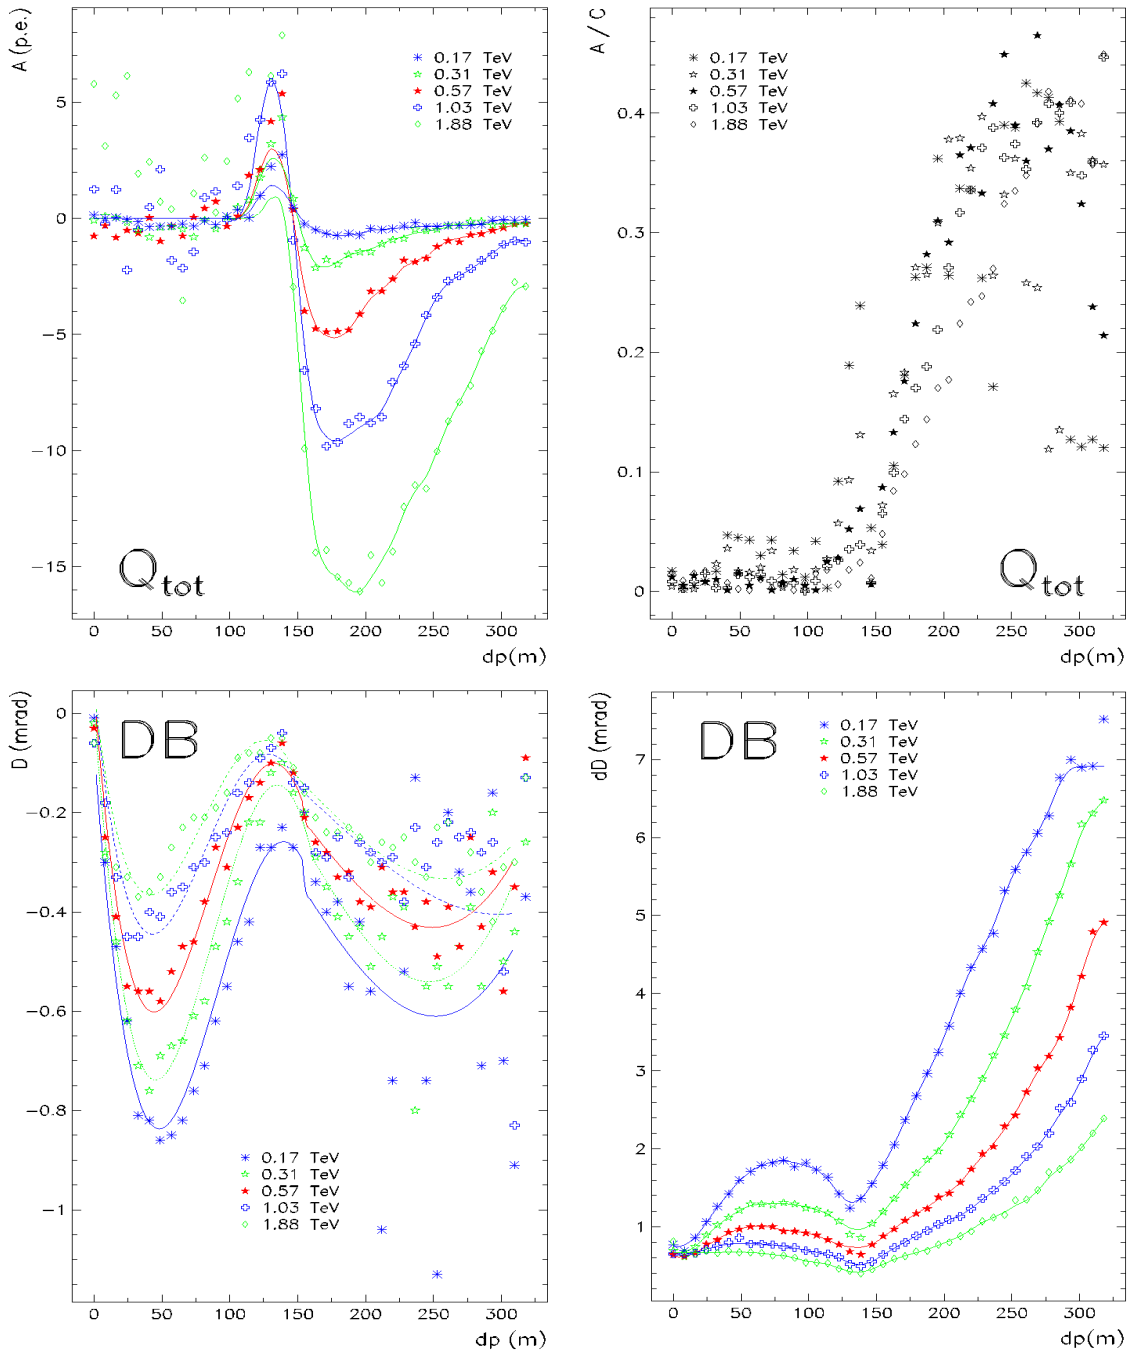 A (p.e.)
5
0
−5
−10
−15
0.17 TeV
0.31 TeV
0.57 TeV
1.03 TeV
1.88 TeV
Qtot
0 50 100 150 200 250 300
dp(m)
A / C
0.4
0.3
0.2
0.1
0
0.17 TeV
0.31 TeV
0.57 TeV
1.03 TeV
1.88 TeV
Qtot
0 50 100 150 200 250 300
dp(m)
D (mrad)
0
−0.2
−0.4
−0.6
−0.8
−1
DB
0.17 TeV
0.31 TeV
0.57 TeV
1.03 TeV
1.88 TeV
0 50 100 150 200 250 300
dp (m)
dD (mrad)
7
6
5
4
3
2
1
DB
0.17 TeV
0.31 TeV
0.57 TeV
1.03 TeV
1.88 TeV
0 50 100 150 200 250 300
dp(m)